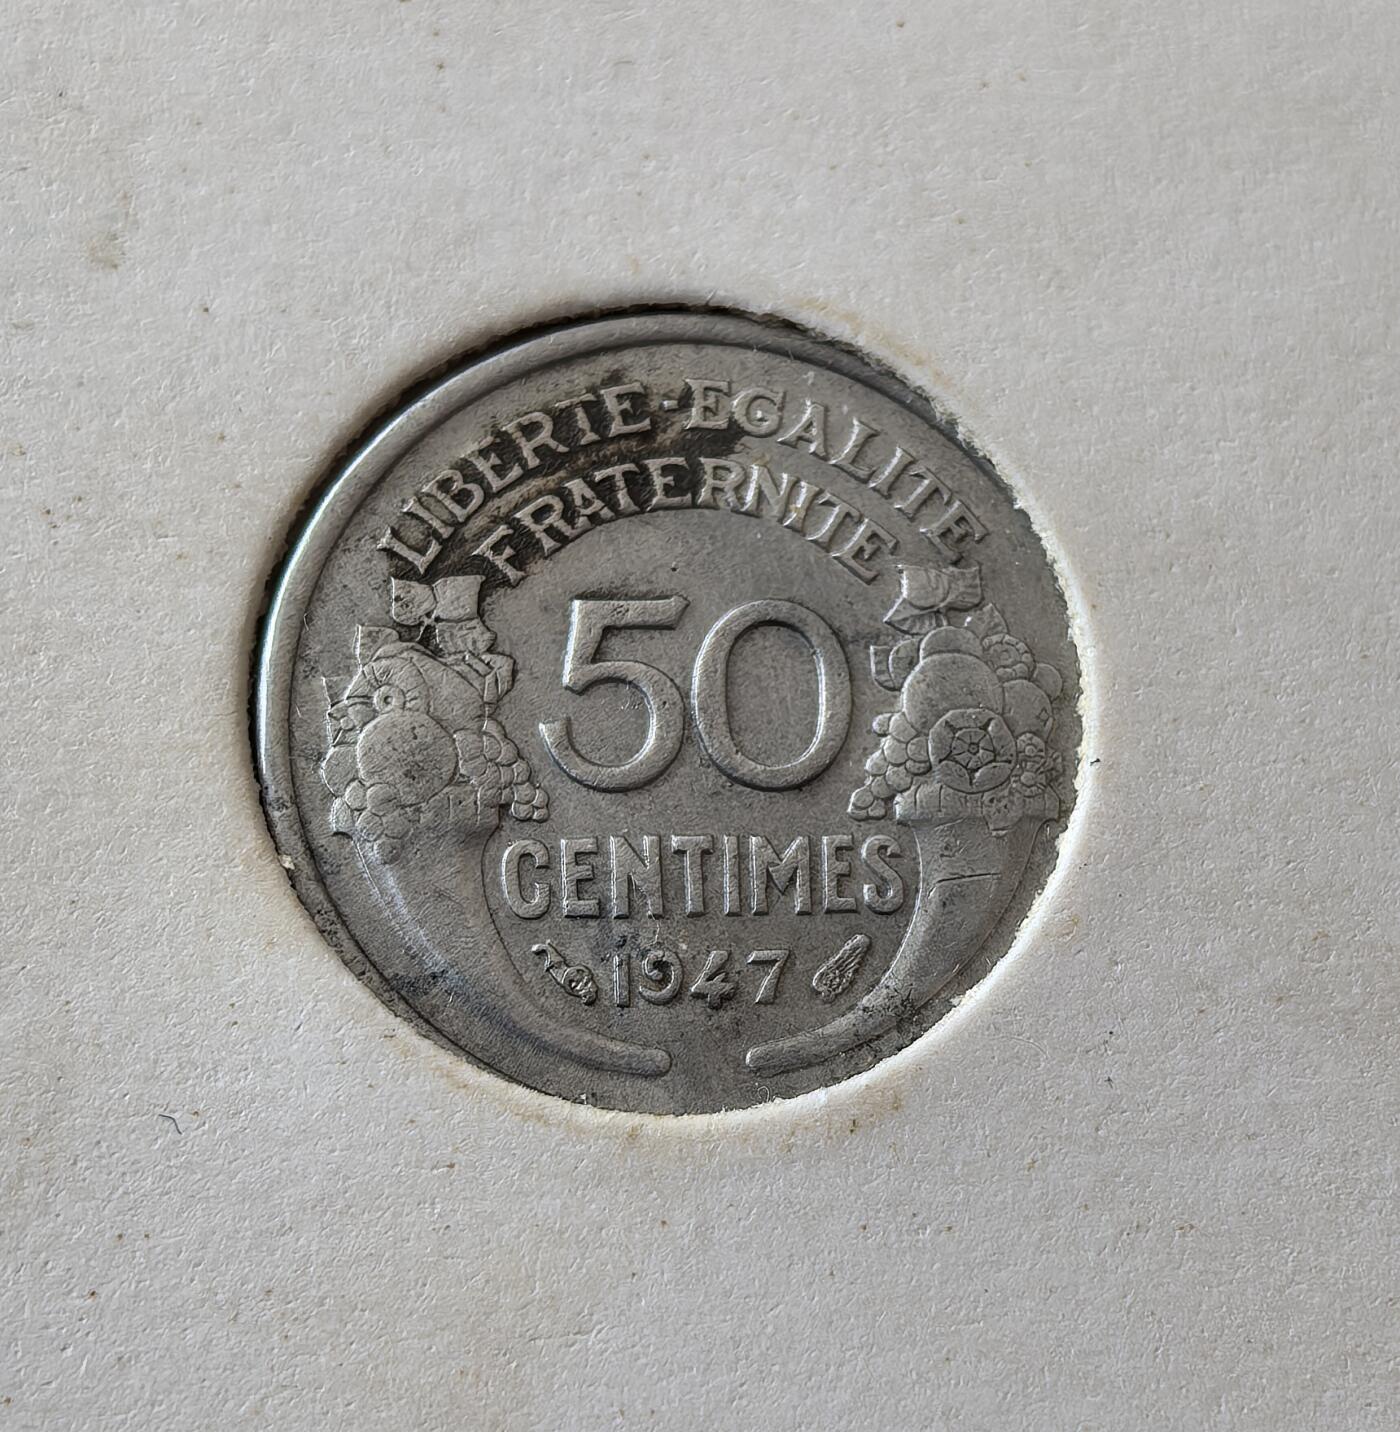 LIBERTE-EGALITE
FRATERNITE
50
CENTIMES
1947